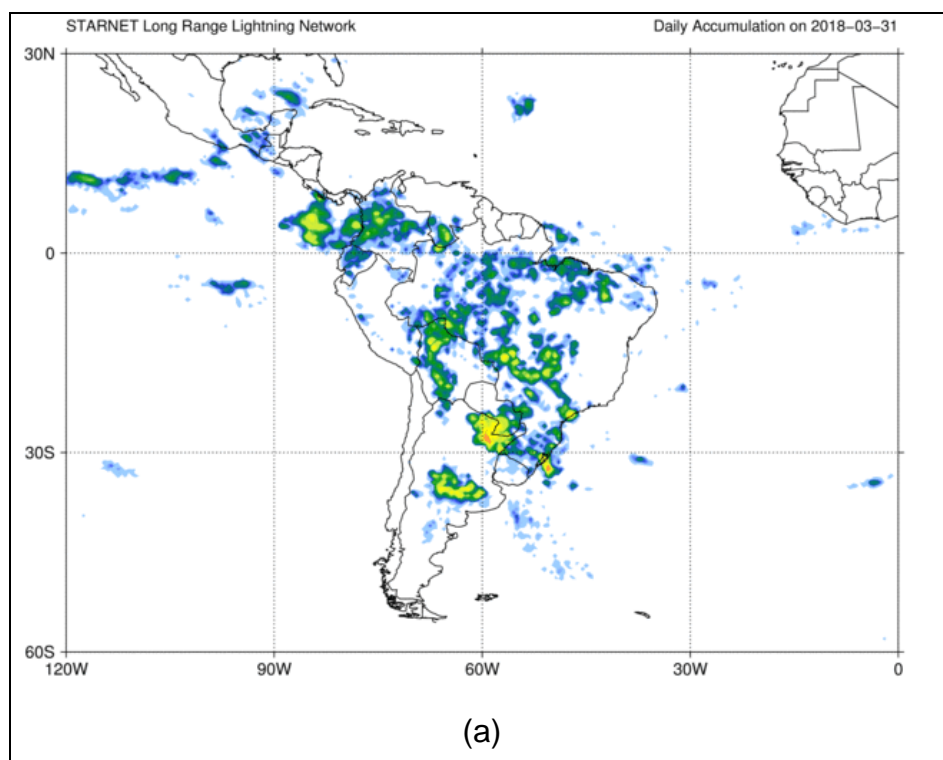 STARNET Long Range Lightning Network
Daily Accumulation on 2018−03−31
30N
0
30S
60S
120W 90W 60W 30W 0
(a)